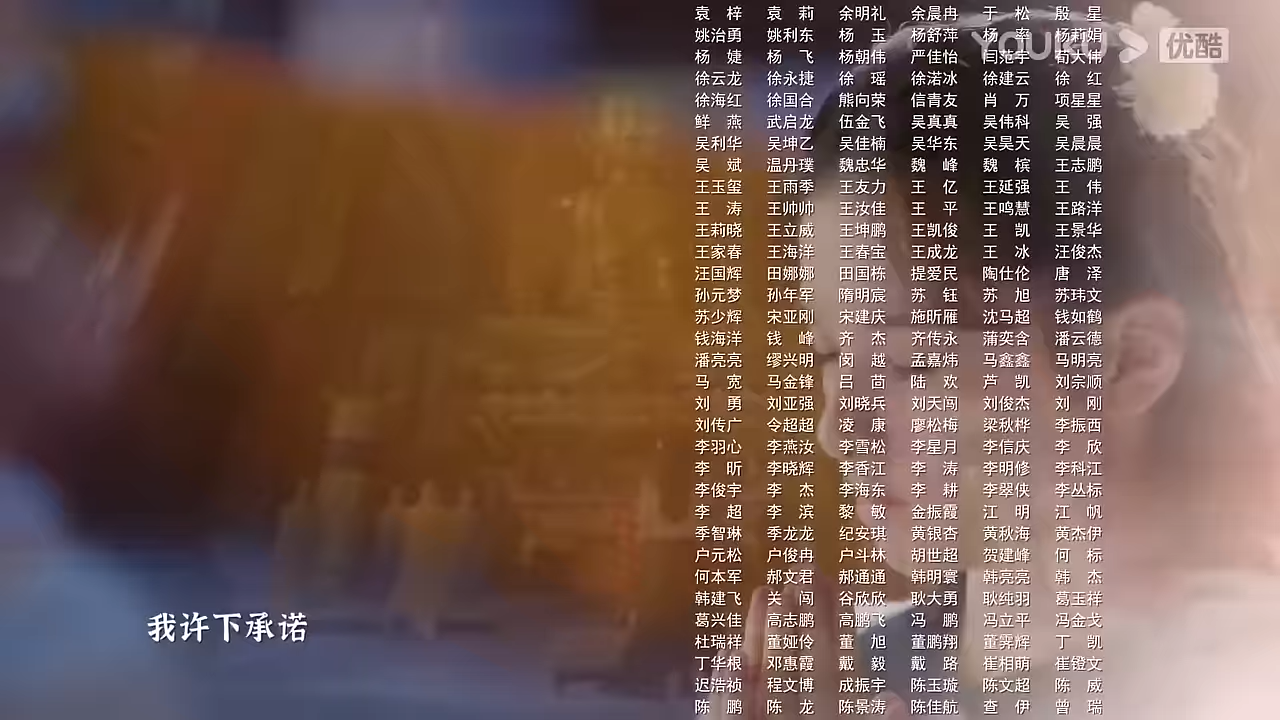 袁 梓 袁 莉 余明礼 余晨冉 于 松 殷 星
姚治勇 姚利东 杨 玉 杨舒萍 杨 率 杨莉娟
YOUKU 优酷
杨 婕 杨 飞 杨朝伟 严佳怡 闫范宇 荀大伟
徐云龙 徐永捷 徐 瑶 徐渃冰 徐建云 徐 红
徐海红 徐国合 熊向荣 信青友 肖 万 项星星
鲜 燕 武启龙 伍金飞 吴真真 吴伟科 吴 强
吴利华 吴坤乙 吴佳楠 吴华东 吴昊天 吴晨晨
吴 斌 温丹璞 魏忠华 魏 峰 魏 槟 王志鹏
王玉玺 王雨季 王友力 王 亿 王延强 王 伟
王 涛 王帅帅 王汝佳 王 平 王鸣慧 王路洋
王莉晓 王立威 王坤鹏 王凯俊 王 凯 王景华
王家春 王海洋 王春宝 王成龙 王 冰 汪俊杰
汪国辉 田娜娜 田国栋 提爱民 陶仕伦 唐 泽
孙元梦 孙年军 隋明宸 苏 钰 苏 旭 苏玮文
苏少辉 宋亚刚 宋建庆 施昕雁 沈马超 钱如鹤
钱海洋 钱 峰 齐 杰 齐传永 蒲奕含 潘云德
潘亮亮 缪兴明 闵 越 孟嘉炜 马鑫鑫 马明亮
马 宽 马金锋 吕 茴 陆 欢 芦 凯 刘宗顺
刘 勇 刘亚强 刘晓兵 刘天闯 刘俊杰 刘 刚
刘传广 令超超 凌 康 廖松梅 梁秋桦 李振西
李羽心 李燕汝 李雪松 李星月 李信庆 李 欣
李 昕 李晓辉 李香江 李 涛 李明修 李科江
李俊宇 李 杰 李海东 李 耕 李翠侠 李丛标
李 超 李 滨 黎 敏 金振霞 江 明 江 帆
季智琳 季龙龙 纪安琪 黄银杏 黄秋海 黄杰伊
户元松 户俊冉 户斗林 胡世超 贺建峰 何 标
何本军 郝文君 郝通通 韩明寰 韩亮亮 韩 杰
韩建飞 关 闯 谷欣欣 耿大勇 耿纯羽 葛玉祥
葛兴佳 高志鹏 高鹏飞 冯 鹏 冯立平 冯金戈
我许下承诺
杜瑞祥 董娅伶 董 旭 董鹏翔 董霁辉 丁 凯
丁华根 邓惠霞 戴 毅 戴 路 崔相萌 崔镫文
迟浩祯 程文博 成振宇 陈玉璇 陈文超 陈 威
陈 鹏 陈 龙 陈景涛 陈佳航 查 伊 曾 瑞